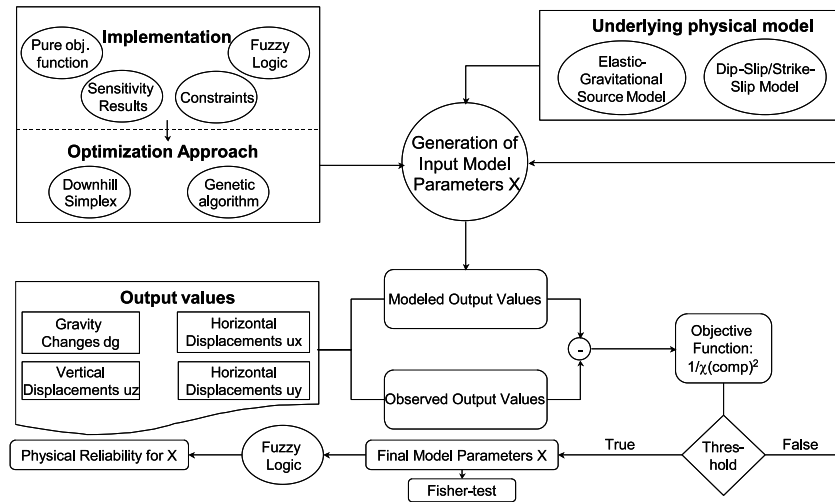 Implementation
Pure obj.
function
Fuzzy
Logic
Sensitivity
Results
Constraints
Optimization Approach
Downhill
Simplex
Genetic
algorithm
Underlying physical model
Elastic-
Gravitational
Source Model
Dip-Slip/Strike-
Slip Model
Generation of
Input Model
Parameters X
Output values
Gravity
Changes dg
Horizontal
Displacements ux
Vertical
Displacements uz
Horizontal
Displacements uy
Modeled Output Values
Observed Output Values
-
Objective
Function:
1/χ(comp)²
Thres-
hold
True
False
Final Model Parameters X
Fisher-test
Fuzzy
Logic
Physical Reliability for X